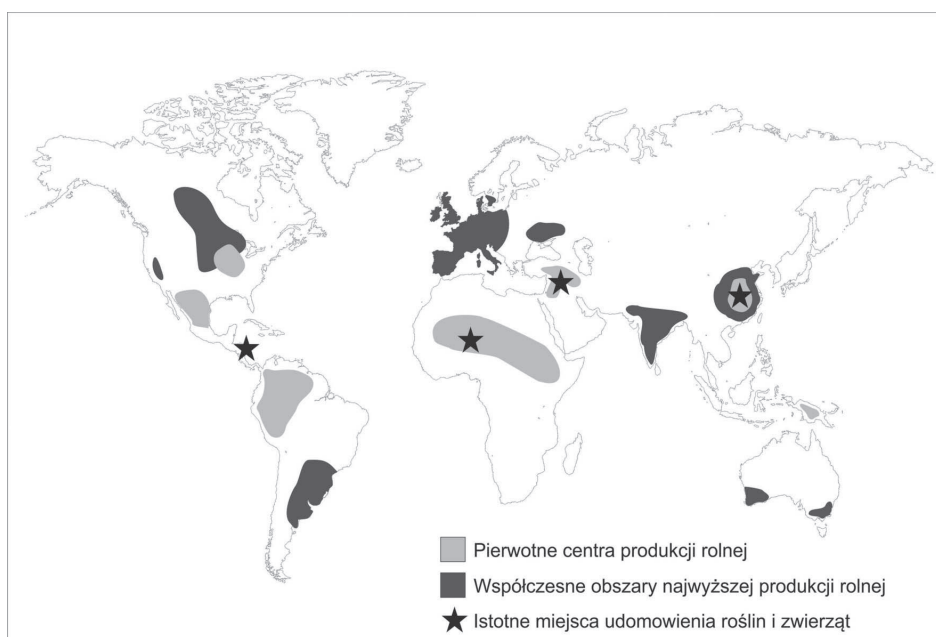 Pierwotne centra produkcji rolnej
Współczesne obszary najwyższej produkcji rolnej
Istotne miejsca udomowienia roślin i zwierząt